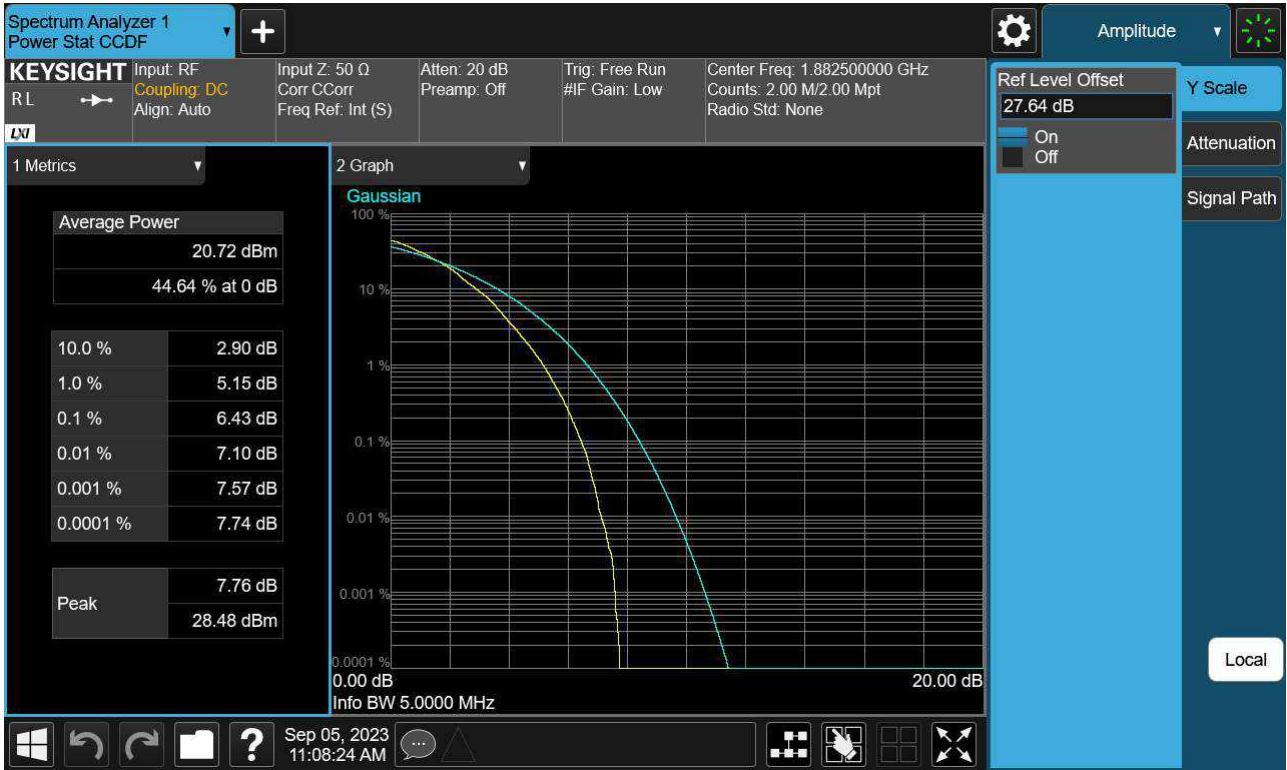 Spectrum Analyzer 1
Power Stat CCDF
▼
+
Amplitude
▼
KEYSIGHT
RL
LXI
Input: RF
Coupling: DC
Align: Auto
Input Z: 50 Ω
Corr CCorr
Freq Ref: Int (S)
Atten: 20 dB
Preamp: Off
Trig: Free Run
#IF Gain: Low
Center Freq: 1.882500000 GHz
Counts: 2.00 M/2.00 Mpt
Radio Std: None
Ref Level Offset
27.64 dB
On
Off
Y Scale
Attenuation
Signal Path
1 Metrics
▼
Average Power
20.72 dBm
44.64 % at 0 dB
10.0 % 2.90 dB
1.0 % 5.15 dB
0.1 % 6.43 dB
0.01 % 7.10 dB
0.001 % 7.57 dB
0.0001 % 7.74 dB
Peak
7.76 dB
28.48 dBm
2 Graph
▼
Gaussian
100 %
10 %
1 %
0.1 %
0.01 %
0.001 %
0.0001 %
0.00 dB
20.00 dB
Info BW 5.0000 MHz
Local
?
Sep 05, 2023
11:08:24 AM